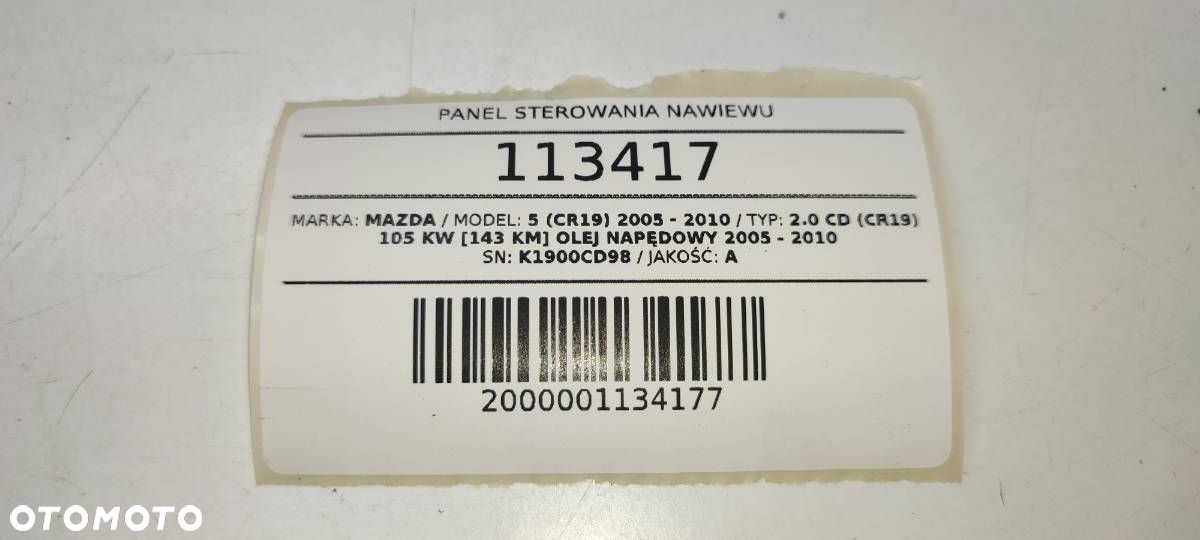 PANEL STEROWANIA NAWIEWU
113417
MARKA: MAZDA / MODEL: 5 (CR19) 2005 - 2010 / TYP: 2.0 CD (CR19)
105 KW [143 KM] OLEJ NAPĘDOWY 2005 - 2010
SN: K1900CD98 / JAKOŚĆ: A
2000001134177
OTOMOTO